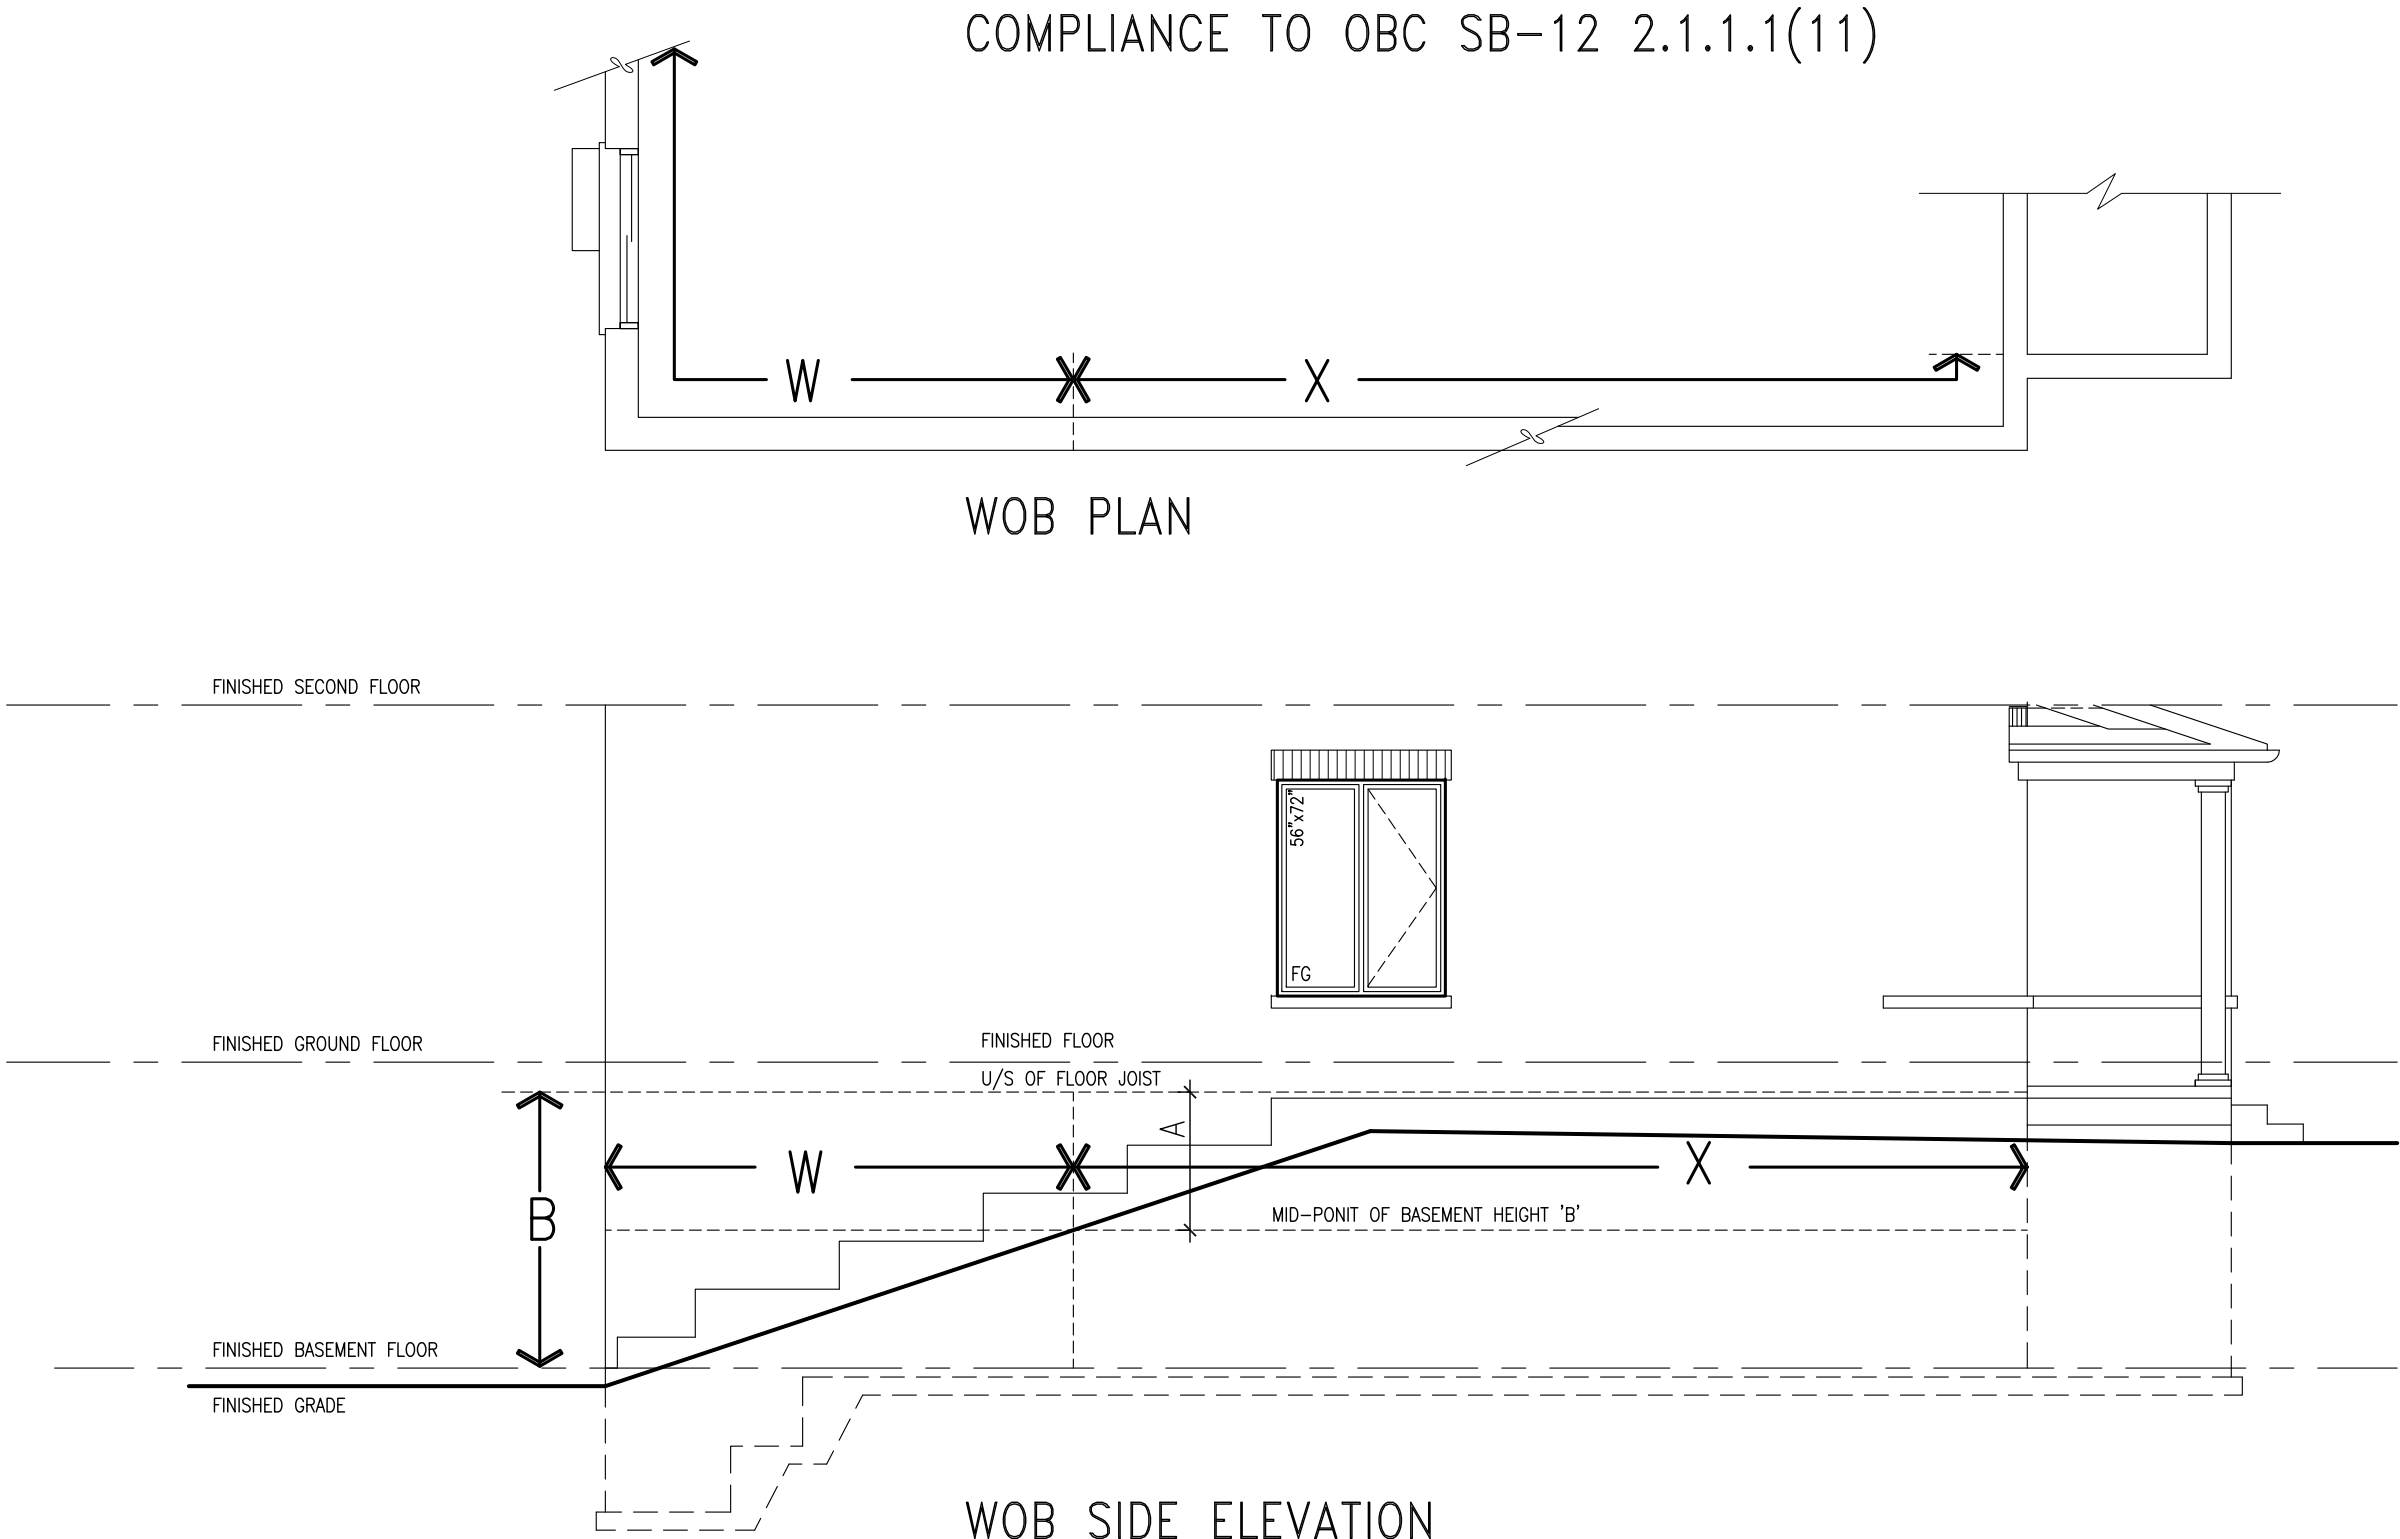 COMPLIANCE TO OBC SB-12 2.1.1.1(11)
W
X
WOB PLAN
FINISHED SECOND FLOOR
56"x72"
FG
FINISHED GROUND FLOOR
FINISHED FLOOR
U/S OF FLOOR JOIST
A
W
X
B
MID-PONIT OF BASEMENT HEIGHT 'B'
FINISHED BASEMENT FLOOR
FINISHED GRADE
WOB SIDE ELEVATION